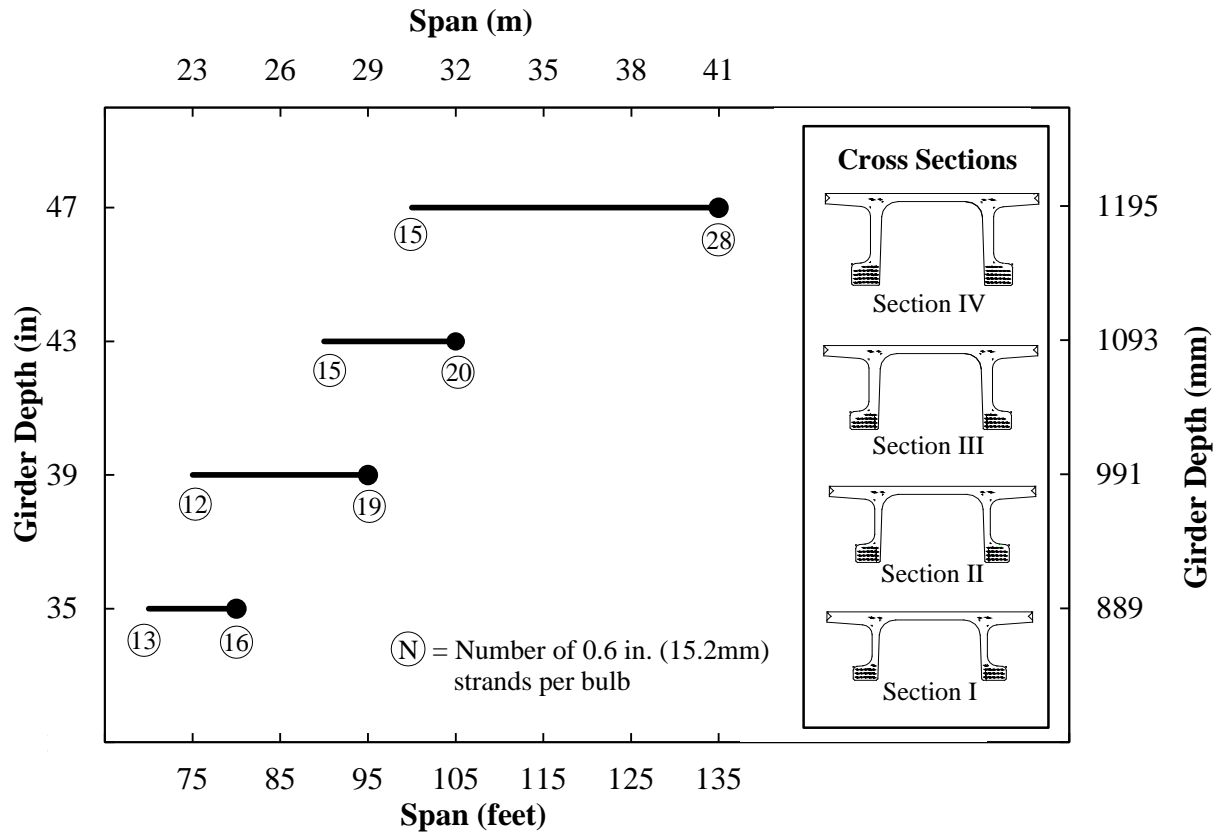 Span (m)
23 26 29 32 35 38 41
Cross Sections
47
1195
15
28
Section IV
43
1093
15
20
Section III
Girder Depth (in)
Girder Depth (mm)
39
991
12
19
Section II
35
889
13
16
N = Number of 0.6 in. (15.2mm)
strands per bulb
Section I
75 85 95 105 115 125 135
Span (feet)